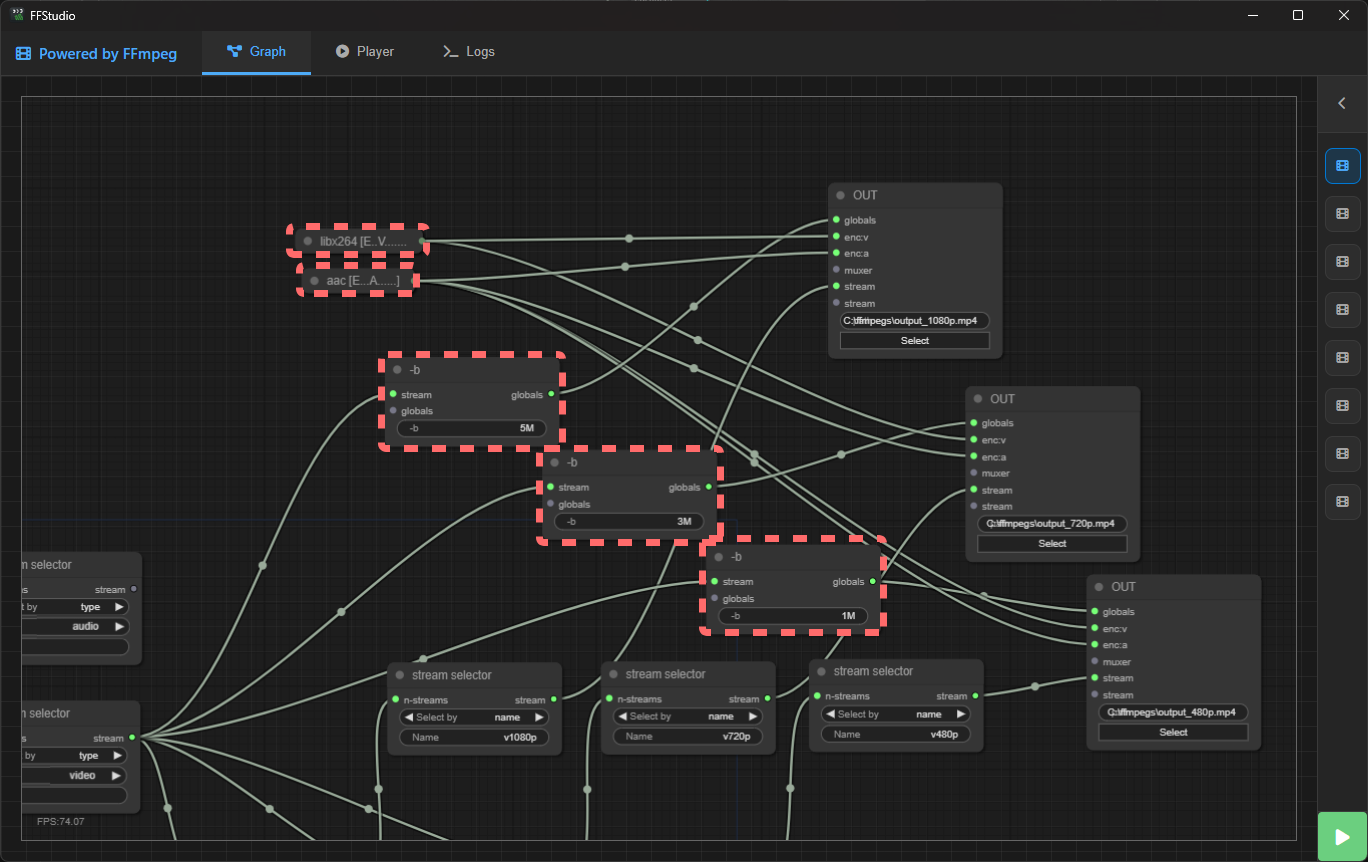 FFStudio
Powered by FFmpeg
Graph
Player
Logs
OUT
globals
enc:v
enc:a
muxer
stream
stream
C:\ffmpegs\output_1080p.mp4
Select
libx264 [E..V.......
aac [E...A......]
-b
stream globals
globals
-b 5M
OUT
globals
enc:v
enc:a
muxer
stream
stream
C:\ffmpegs\output_720p.mp4
Select
-b
stream globals
globals
-b 3M
-b
stream globals
globals
-b 1M
OUT
globals
enc:v
enc:a
muxer
stream
stream
C:\ffmpegs\output_480p.mp4
Select
m selector
s stream
t by type
audio
stream selector
n-streams stream
Select by name
Name v1080p
stream selector
n-streams stream
Select by name
Name v720p
stream selector
n-streams stream
Select by name
Name v480p
m selector
s stream
by type
video
FPS:74.07